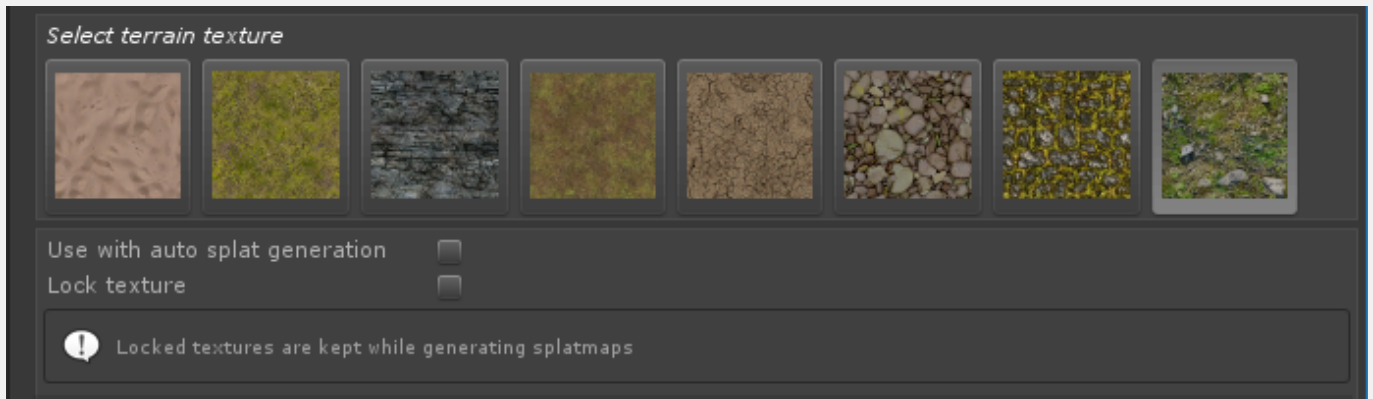 Select terrain texture
Use with auto splat generation
Lock texture
Locked textures are kept while generating splatmaps